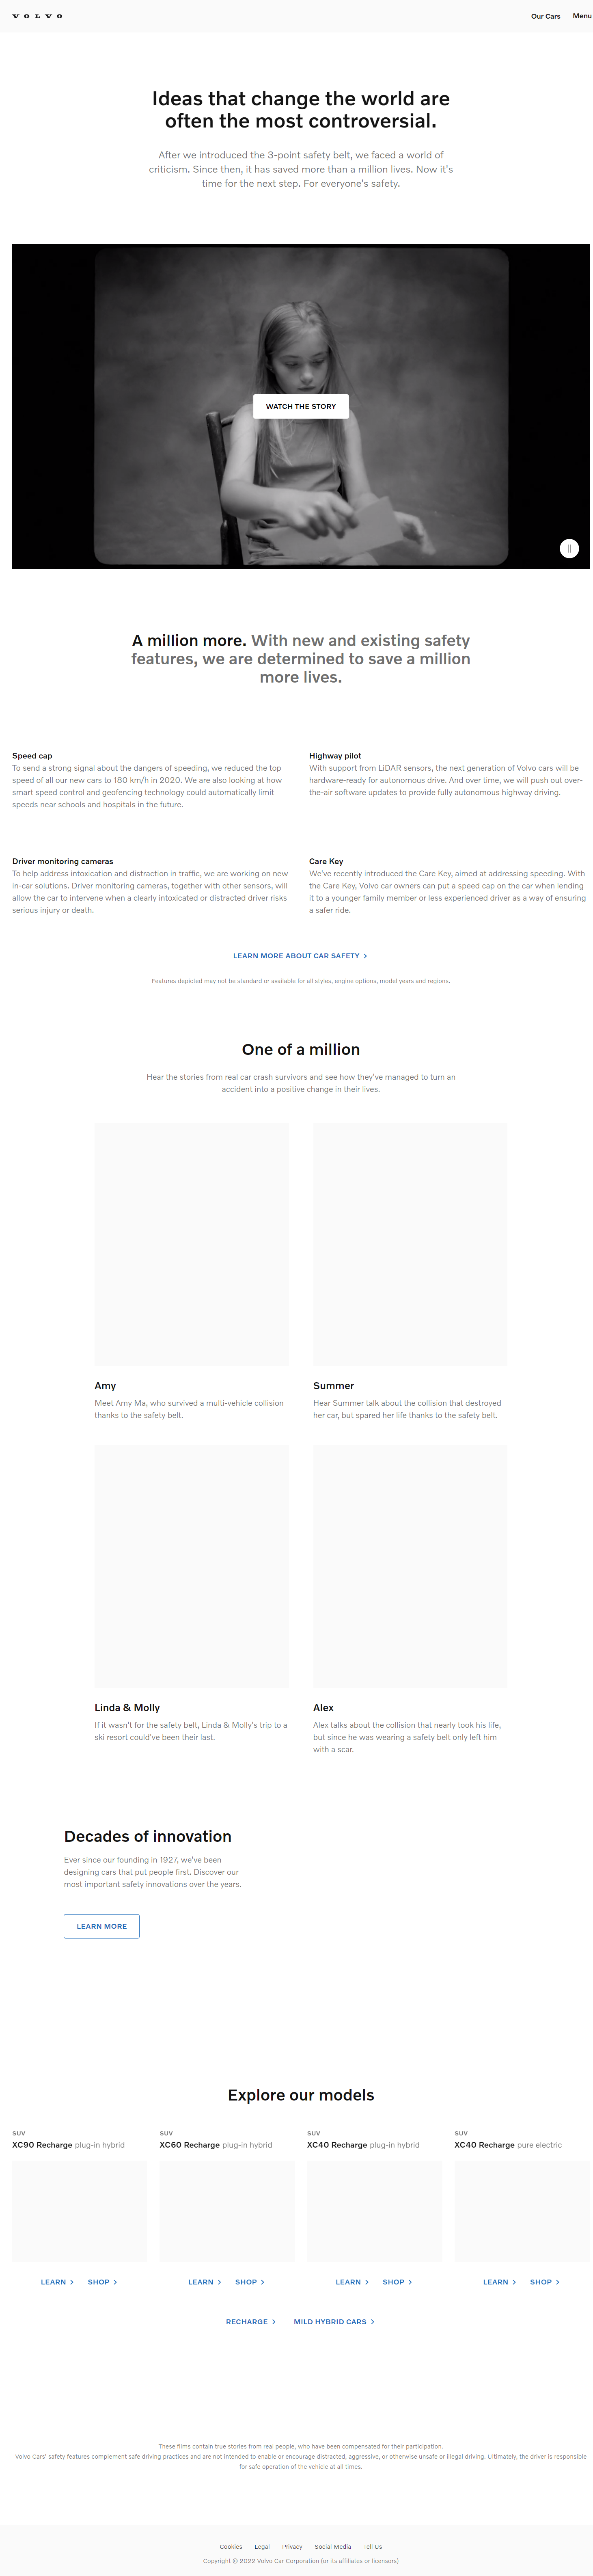 VOLVO
Our Cars
Menu
Ideas that change the world are
often the most controversial.
After we introduced the 3-point safety belt, we faced a world of
criticism. Since then, it has saved more than a million lives. Now it's
time for the next step. For everyone's safety.
WATCH THE STORY
A million more. With new and existing safety
features, we are determined to save a million
more lives.
Speed cap
To send a strong signal about the dangers of speeding, we reduced the top
speed of all our new cars to 180 km/h in 2020. We are also looking at how
smart speed control and geofencing technology could automatically limit
speeds near schools and hospitals in the future.
Highway pilot
With support from LiDAR sensors, the next generation of Volvo cars will be
hardware-ready for autonomous drive. And over time, we will push out over-
the-air software updates to provide fully autonomous highway driving.
Driver monitoring cameras
To help address intoxication and distraction in traffic, we are working on new
in-car solutions. Driver monitoring cameras, together with other sensors, will
allow the car to intervene when a clearly intoxicated or distracted driver risks
serious injury or death.
Care Key
We've recently introduced the Care Key, aimed at addressing speeding. With
the Care Key, Volvo car owners can put a speed cap on the car when lending
it to a younger family member or less experienced driver as a way of ensuring
a safer ride.
LEARN MORE ABOUT CAR SAFETY
Features depicted may not be standard or available for all styles, engine options, model years and regions.
One of a million
Hear the stories from real car crash survivors and see how they've managed to turn an
accident into a positive change in their lives.
Amy
Meet Amy Ma, who survived a multi-vehicle collision
thanks to the safety belt.
Summer
Hear Summer talk about the collision that destroyed
her car, but spared her life thanks to the safety belt.
Linda & Molly
If it wasn't for the safety belt, Linda & Molly's trip to a
ski resort could've been their last.
Alex
Alex talks about the collision that nearly took his life,
but since he was wearing a safety belt only left him
with a scar.
Decades of innovation
Ever since our founding in 1927, we've been
designing cars that put people first. Discover our
most important safety innovations over the years.
LEARN MORE
Explore our models
SUV
XC90 Recharge plug-in hybrid
LEARN
SHOP
SUV
XC60 Recharge plug-in hybrid
LEARN
SHOP
SUV
XC40 Recharge plug-in hybrid
LEARN
SHOP
SUV
XC40 Recharge pure electric
LEARN
SHOP
RECHARGE
MILD HYBRID CARS
These films contain true stories from real people, who have been compensated for their participation.
Volvo Cars' safety features complement safe driving practices and are not intended to enable or encourage distracted, aggressive, or otherwise unsafe or illegal driving. Ultimately, the driver is responsible
for safe operation of the vehicle at all times.
Cookies
Legal
Privacy
Social Media
Tell Us
Copyright © 2022 Volvo Car Corporation (or its affiliates or licensors)